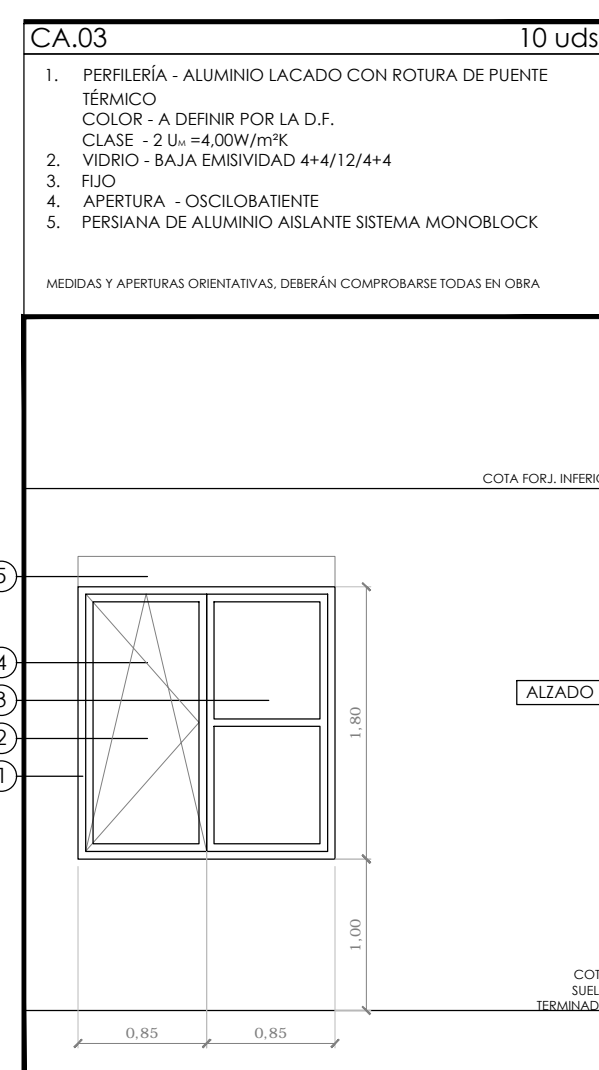 CA.03 10 uds
1. PERFILERÍA - ALUMINIO LACADO CON ROTURA DE PUENTE
TÉRMICO
COLOR - A DEFINIR POR LA D.F.
CLASE - 2 Uᴍ =4,00W/m²K
2. VIDRIO - BAJA EMISIVIDAD 4+4/12/4+4
3. FIJO
4. APERTURA - OSCILOBATIENTE
5. PERSIANA DE ALUMINIO AISLANTE SISTEMA MONOBLOCK
MEDIDAS Y APERTURAS ORIENTATIVAS, DEBERÁN COMPROBARSE TODAS EN OBRA
COTA FORJ. INFERIO
5
4
3
2
1
ALZADO
1,80
1,00
COT
SUEL
TERMINAD
0,85 0,85